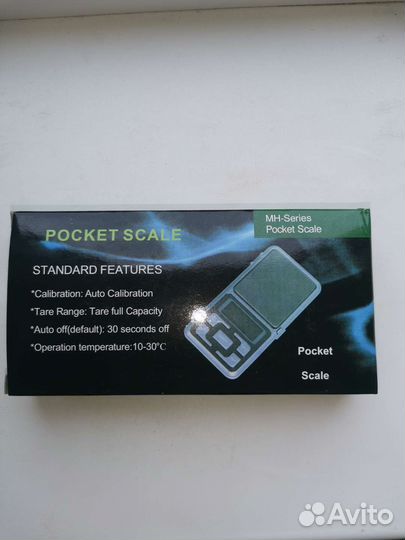 MH-Series
Pocket Scale
POCKET SCALE
STANDARD FEATURES
*Calibration: Auto Calibration
*Tare Range: Tare full Capacity
*Auto off(default): 30 seconds off
*Operation temperature:10-30°C
Pocket
Scale
Avito